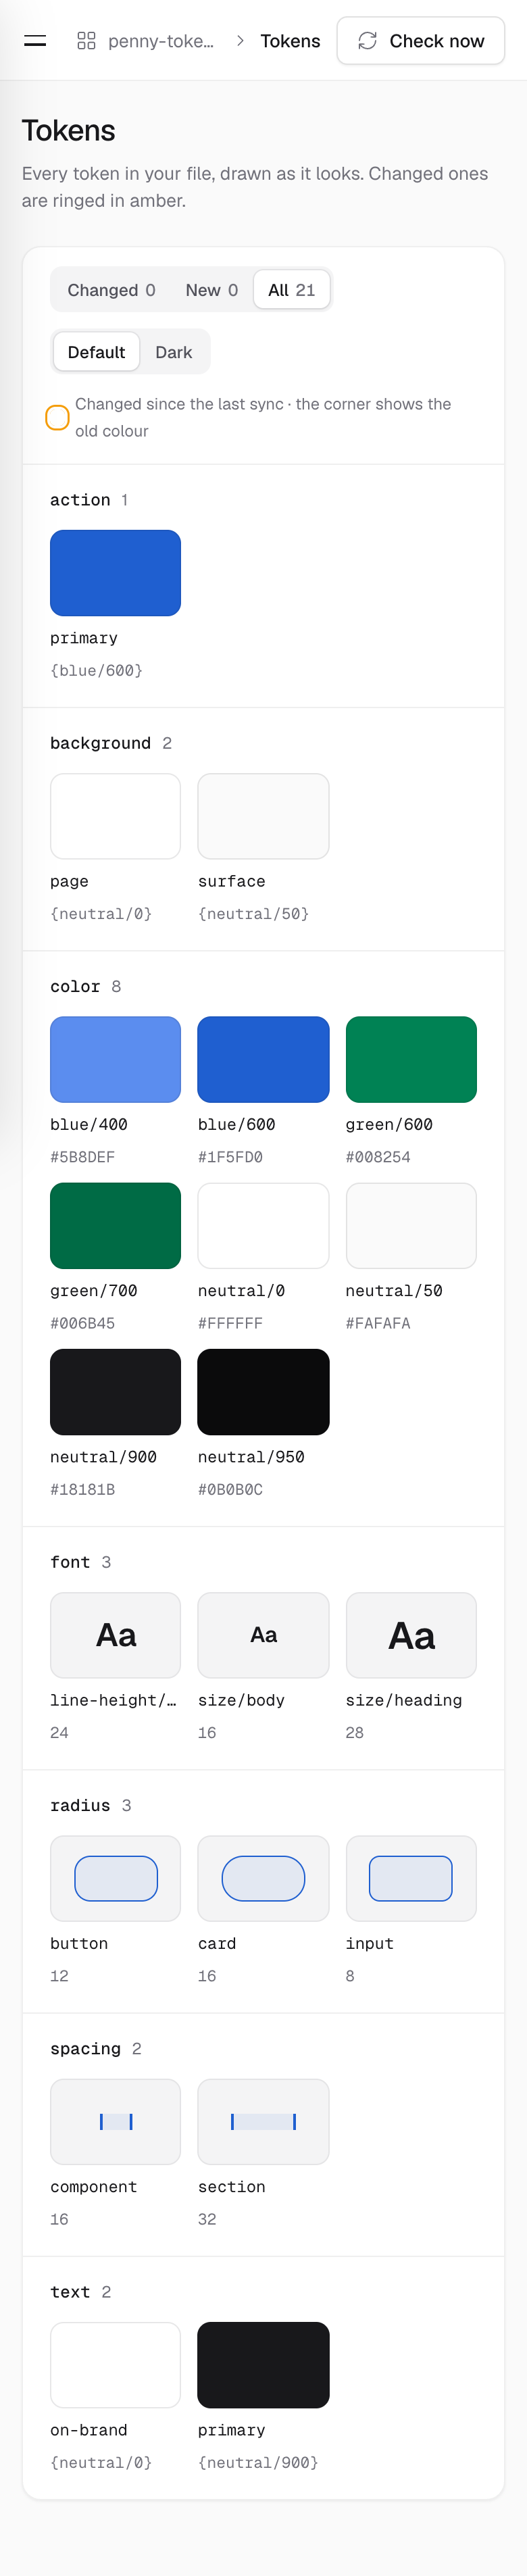 penny-toke…
Tokens
Check now
Tokens
Every token in your file, drawn as it looks. Changed ones
are ringed in amber.
Changed 0
New 0
All 21
Default
Dark
Changed since the last sync · the corner shows the
old colour
action 1
primary
{blue/600}
background 2
page
surface
{neutral/0}
{neutral/50}
color 8
blue/400
blue/600
green/600
#5B8DEF
#1F5FD0
#008254
green/700
neutral/0
neutral/50
#006B45
#FFFFFF
#FAFAFA
neutral/900
neutral/950
#18181B
#0B0B0C
font 3
Aa
Aa
Aa
line-height/…
size/body
size/heading
24
16
28
radius 3
button
card
input
12
16
8
spacing 2
component
section
16
32
text 2
on-brand
primary
{neutral/0}
{neutral/900}